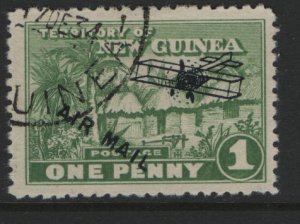 TERRITORY OF
NEW GUINEA
AIR MAIL
POSTAGE
ONE PENNY 1